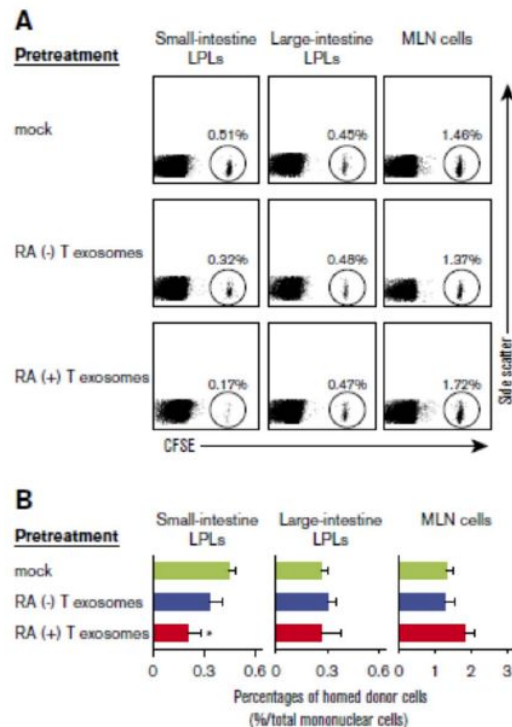 A
Pretreatment
Small-intestine LPLs
Large-intestine LPLs
MLN cells
mock
0.51%
0.45%
1.46%
RA (-) T exosomes
0.32%
0.48%
1.37%
RA (+) T exosomes
0.17%
0.47%
1.72%
CFSE
Side scatter
B
Pretreatment
Small-intestine LPLs
Large-intestine LPLs
MLN cells
mock
RA (-) T exosomes
RA (+) T exosomes
*
0 0.3 0.6
0 0.3 0.6
0 1 2 3
Percentages of homed donor cells
(%/total mononuclear cells)